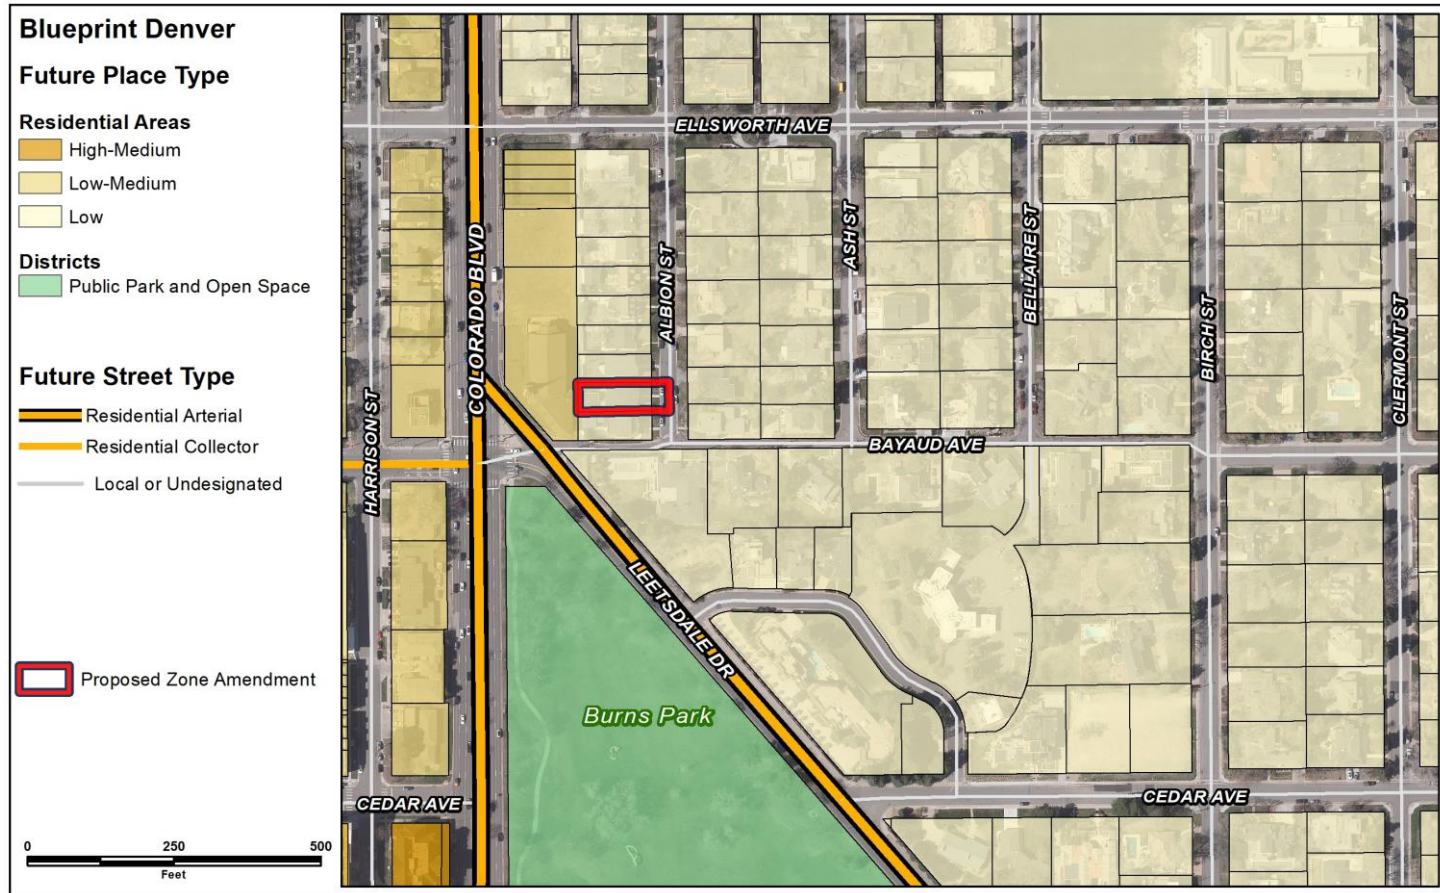 Blueprint Denver
Future Place Type
Residential Areas
High-Medium
Low-Medium
Low
Districts
Public Park and Open Space
Future Street Type
Residential Arterial
Residential Collector
Local or Undesignated
Proposed Zone Amendment
0 250 500
Feet
ELLSWORTH AVE
COLORADO BLVD
ALBION ST
ASH ST
BELLAIRE ST
BIRCH ST
CLERMONT ST
HARRISON ST
BAYAUD AVE
LEETSDALE DR
Burns Park
CEDAR AVE
CEDAR AVE